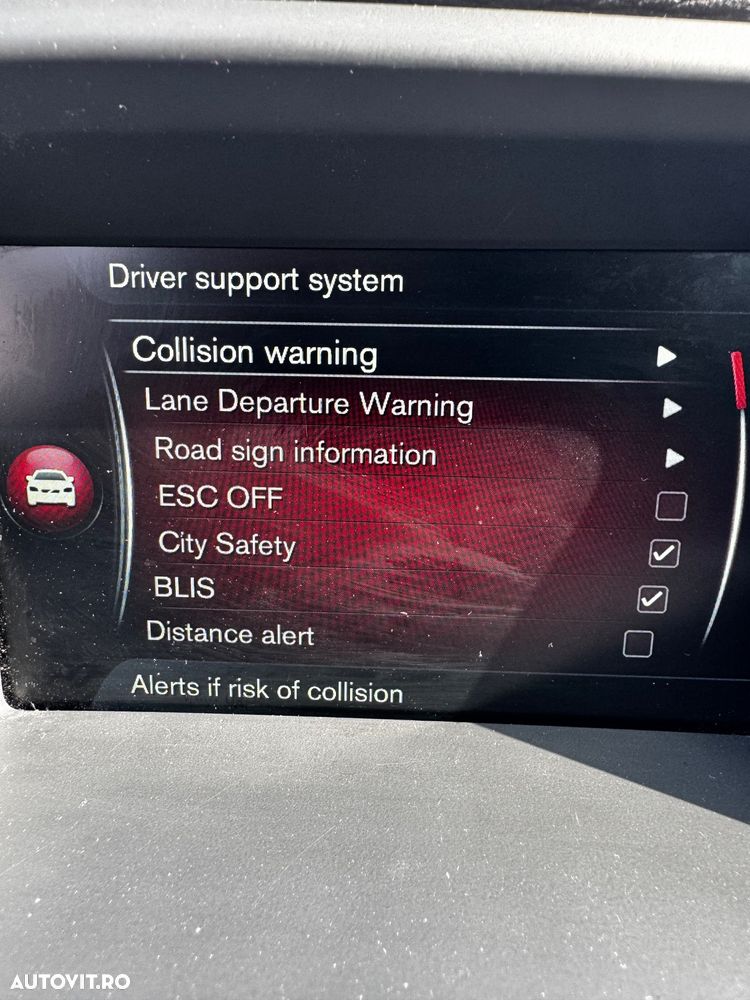 Driver support system
Collision warning
Lane Departure Warning
Road sign information
ESC OFF
City Safety
BLIS
Distance alert
Alerts if risk of collision
AUTOVIT.RO